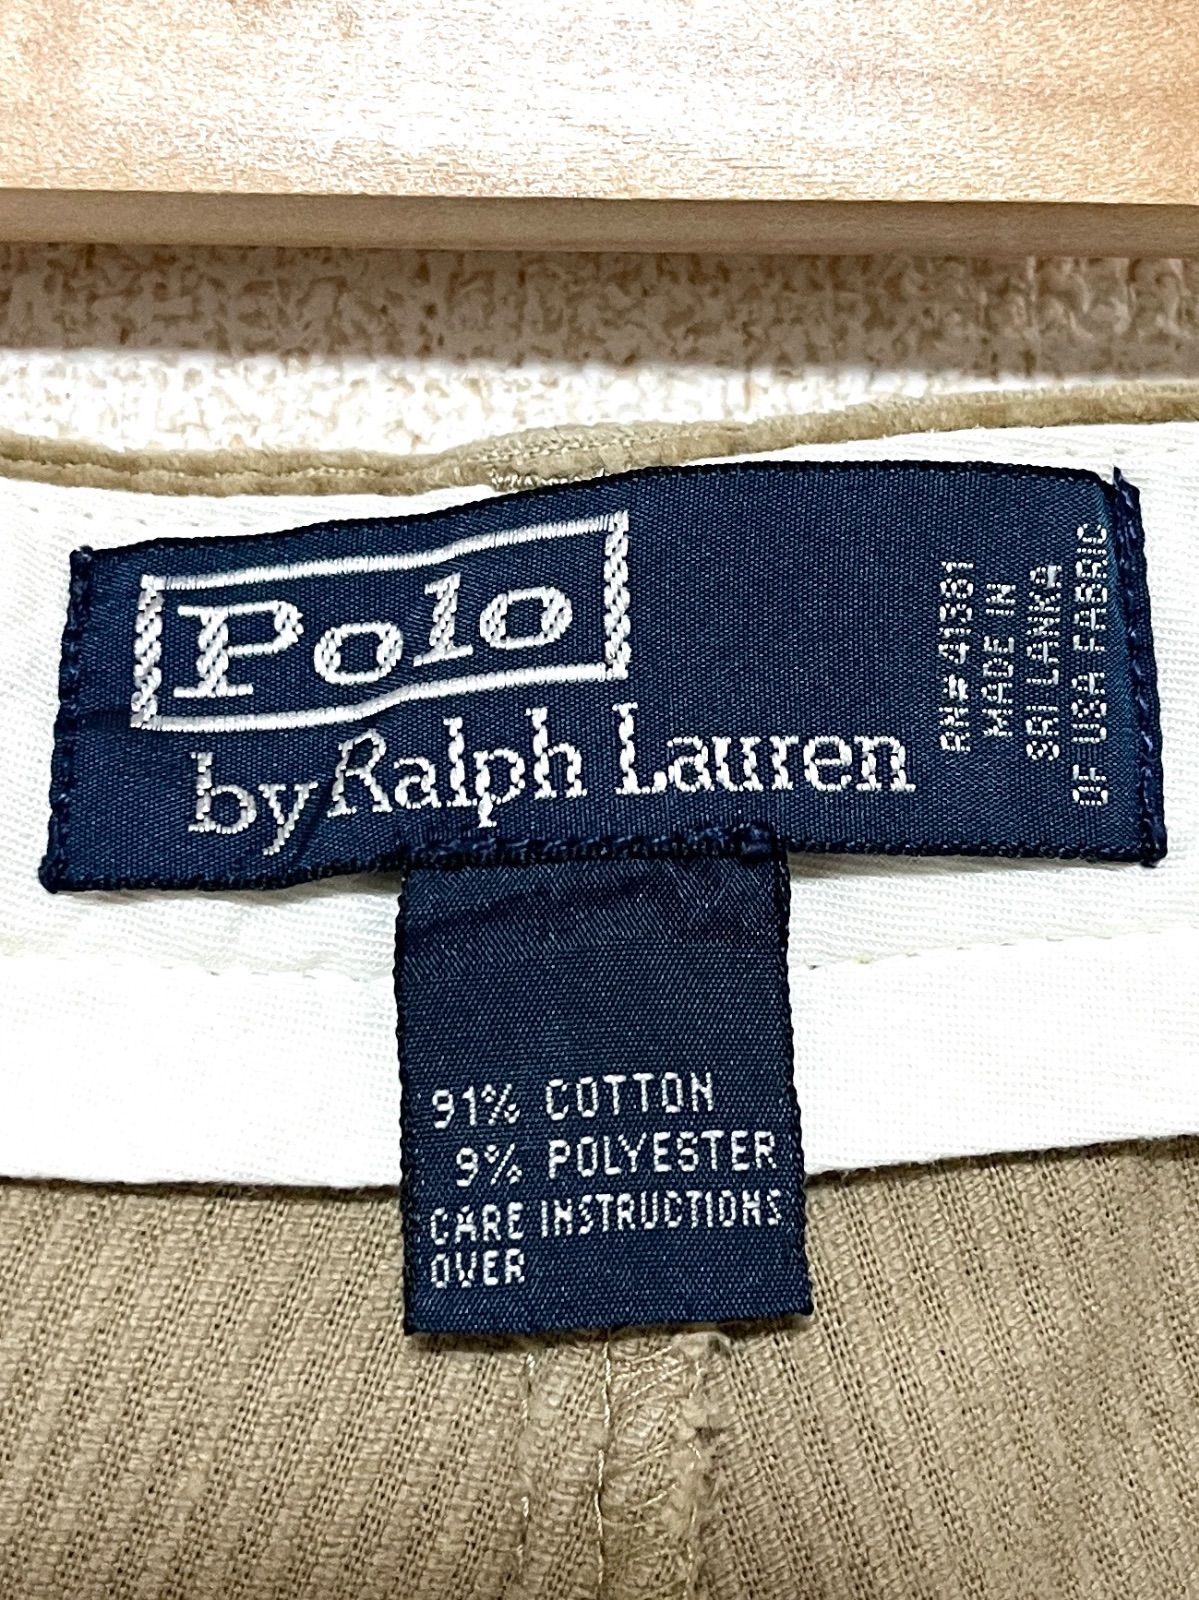 Polo
by Ralph Lauren
RN# 41381
MADE IN
SRI LANKA
OF USA FABRIC
91% COTTON
9% POLYESTER
CARE INSTRUCTIONS
OVER